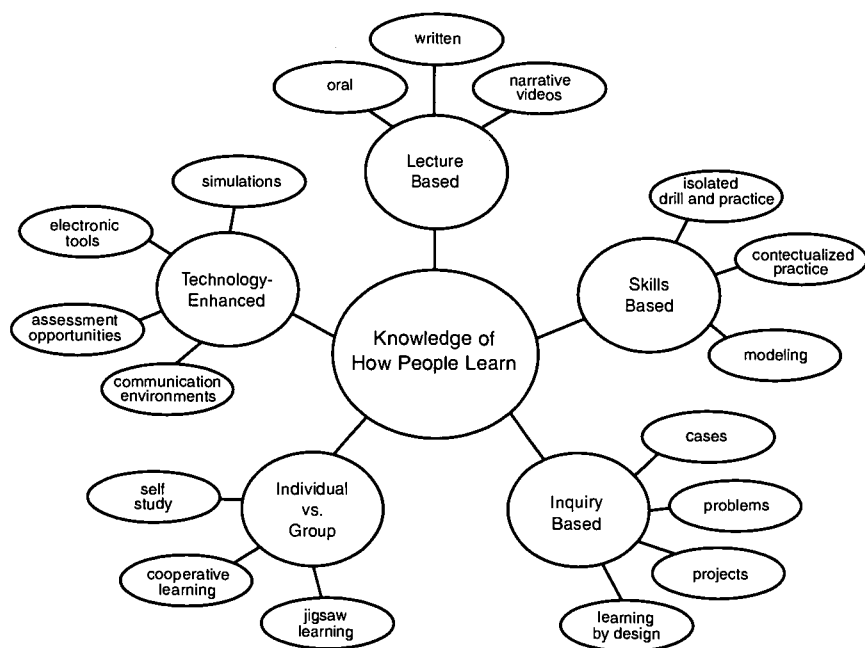 written
oral
narrative
videos
Lecture
Based
simulations
electronic
tools
Technology-
Enhanced
assessment
opportunities
communication
environments
isolated
drill and practice
contectualized
practice
Skills
Based
modeling
Knowledge of
How People Learn
cases
problems
Inquiry
Based
projects
learning
by design
Individual
vs.
Group
self
study
cooperative
learning
jigsaw
learning